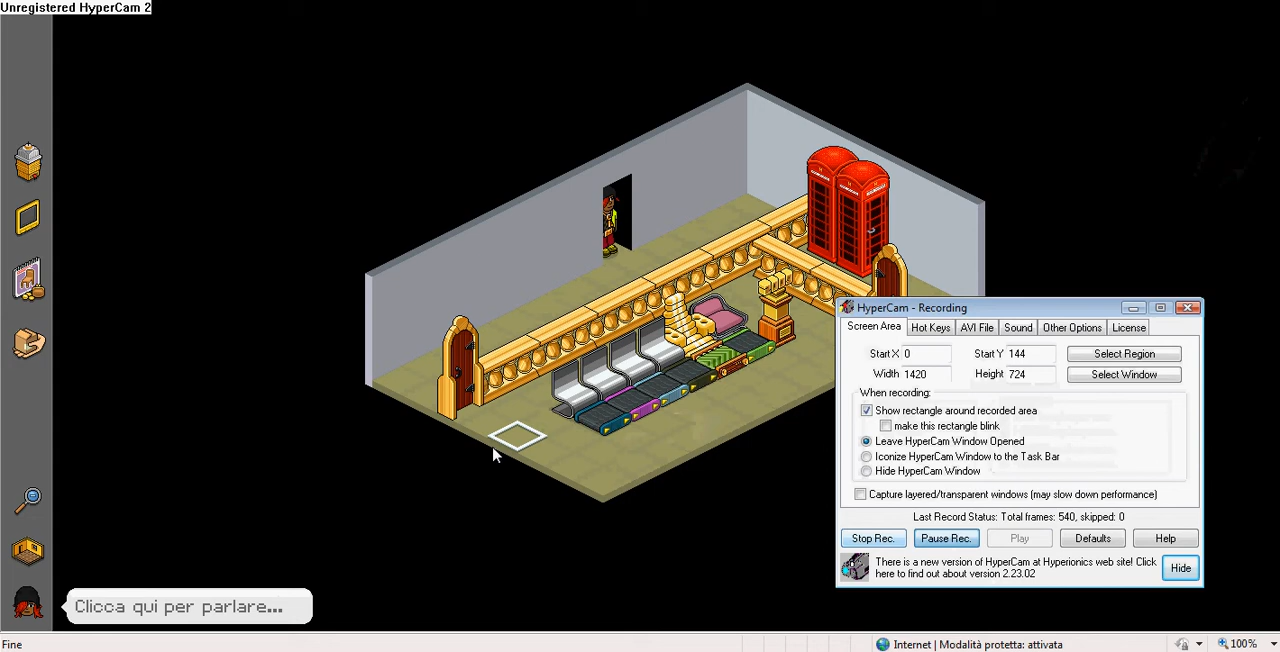 Unregistered HyperCam 2
HyperCam - Recording
Screen Area
Hot Keys
AVI File
Sound
Other Options
License
Start X 0
Start Y 144
Select Region
Width 1420
Height 724
Select Window
When recording:
Show rectangle around recorded area
make this rectangle blink
Leave HyperCam Window Opened
Iconize HyperCam Window to the Task Bar
Hide HyperCam Window
Capture layered/transparent windows (may slow down performance)
Last Record Status: Total frames: 540, skipped: 0
Stop Rec.
Pause Rec.
Play
Defaults
Help
There is a new version of HyperCam at Hyperionics web site! Click
here to find out about version 2.23.02
Hide
Clicca qui per parlare...
Fine
Internet | Modalità protetta: attivata
100%